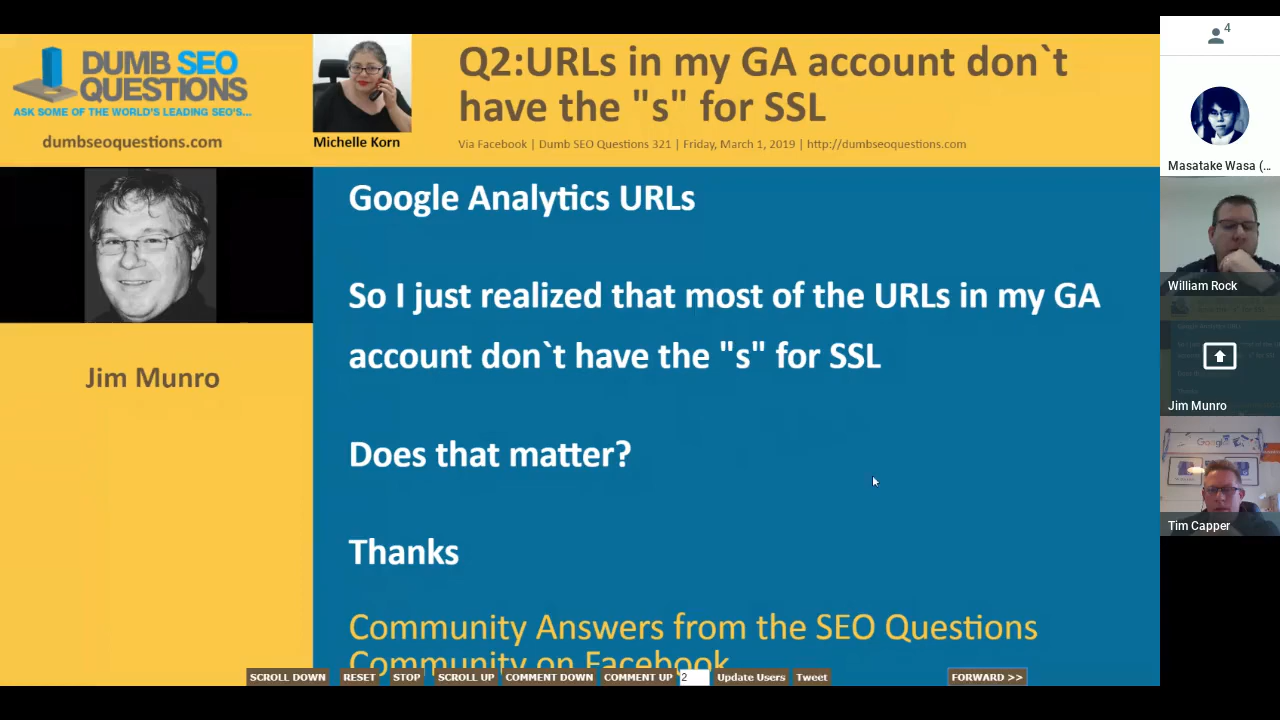 DUMB SEO
QUESTIONS
ASK SOME OF THE WORLD'S LEADING SEO'S...
dumbseoquestions.com
Michelle Korn
Q2:URLs in my GA account don`t
have the "s" for SSL
Via Facebook | Dumb SEO Questions 321 | Friday, March 1, 2019 | http://dumbseoquestions.com
Jim Munro
Google Analytics URLs
So I just realized that most of the URLs in my GA
account don`t have the "s" for SSL
Does that matter?
Thanks
Community Answers from the SEO Questions
Community on Facebook
SCROLL DOWN RESET STOP SCROLL UP COMMENT DOWN COMMENT UP 2 Update Users Tweet FORWARD >>
4
Masatake Wasa (...
William Rock
Jim Munro
Google
Tim Capper